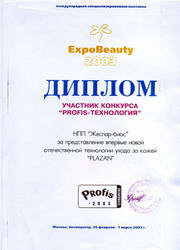 международная специализированная выставка
ExpoBeauty
2003
ДИПЛОМ
УЧАСТНИК КОНКУРСА
"PROFIS-ТЕХНОЛОГИЯ"
НПП "Жеспар-биос"
за представление впервые новой
отечественной технологии ухода за кожей
"PLAZAN"
Profis
-2003-
Москва, Экспоцентр, 26 февраля - 1 марта 2003 г.